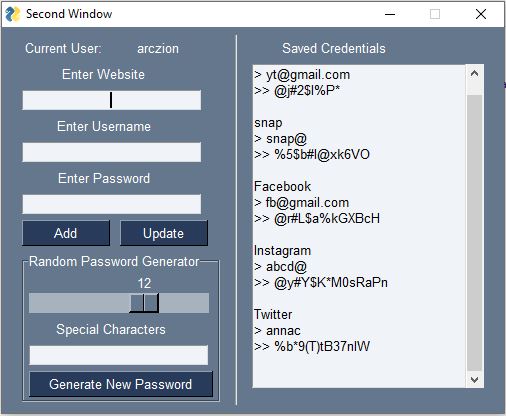 Second Window
Current User: arczion
Enter Website
Enter Username
Enter Password
Add Update
Random Password Generator
12
Special Characters
Generate New Password
Saved Credentials
> yt@gmail.com
>> @j#2$I%P*
snap
> snap@
>> %5$b#l@xk6VO
Facebook
> fb@gmail.com
>> @r#L$a%kGXBcH
Instagram
> abcd@
>> @y#Y$K*M0sRaPn
Twitter
> annac
>> %b*9(T)tB37nIW